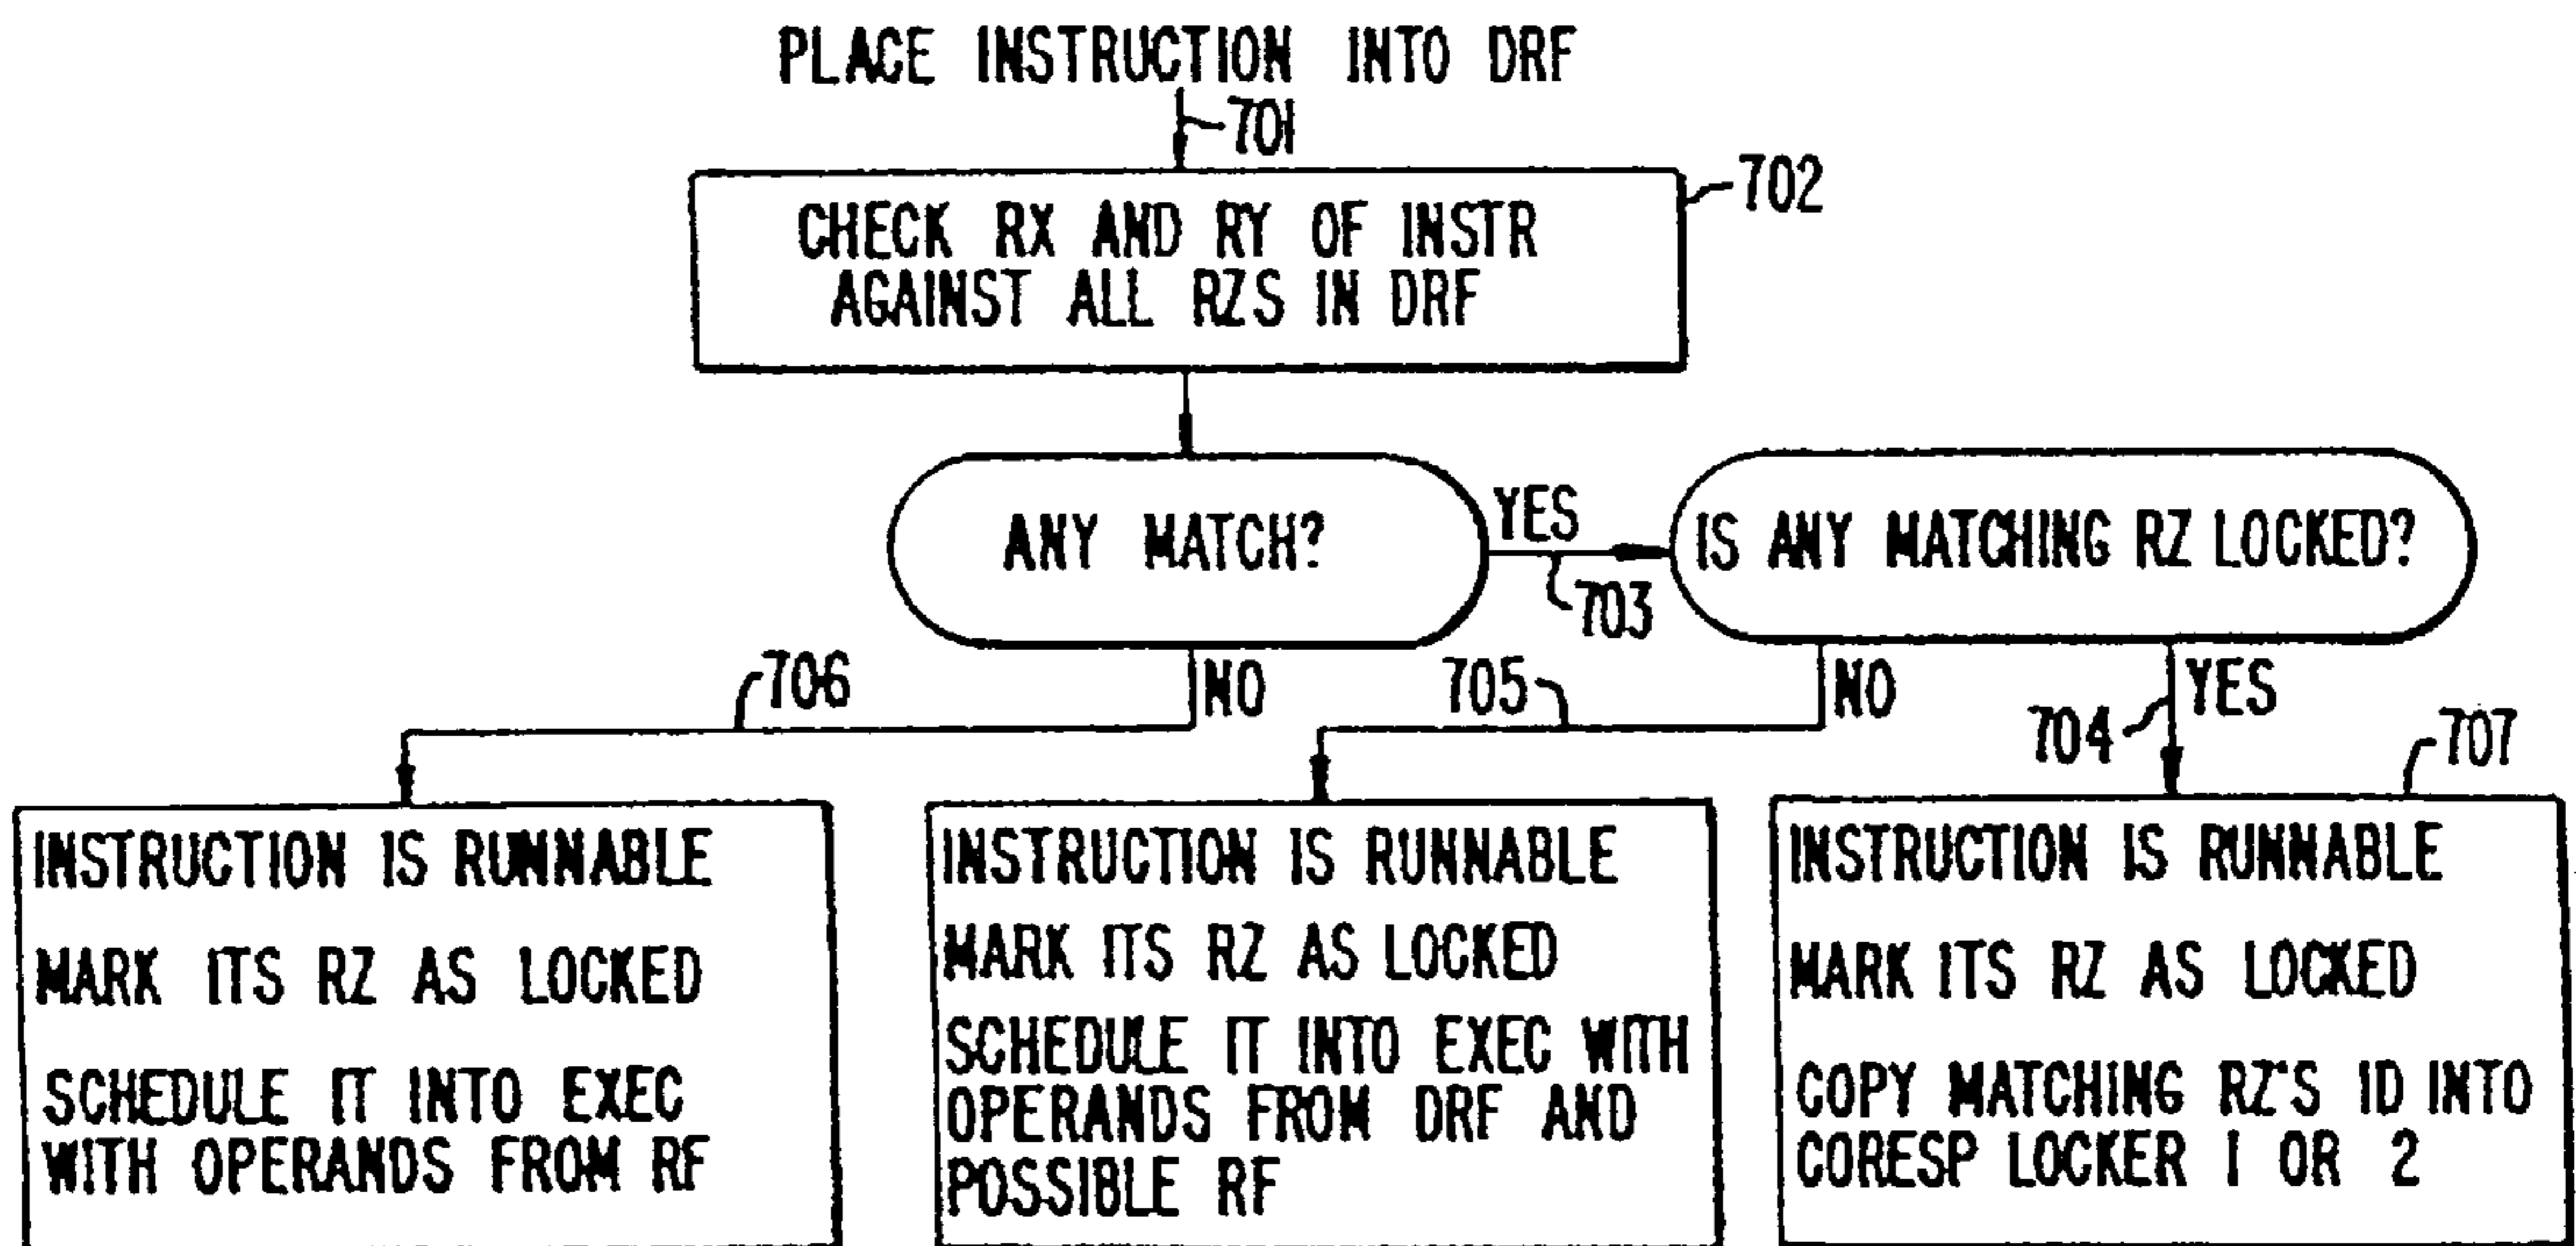 PLACE INSTRUCTION INTO DRF
701
702
CHECK RX AND RY OF INSTR
AGAINST ALL RZS IN DRF
ANY MATCH?
YES
703
IS ANY MATCHING RZ LOCKED?
706
NO
705
NO
704
YES
707
INSTRUCTION IS RUNNABLE
MARK ITS RZ AS LOCKED
SCHEDULE IT INTO EXEC
WITH OPERANDS FROM RF
INSTRUCTION IS RUNNABLE
MARK ITS RZ AS LOCKED
SCHEDULE IT INTO EXEC WITH
OPERANDS FROM DRF AND
POSSIBLE RF
INSTRUCTION IS RUNNABLE
MARK ITS RZ AS LOCKED
COPY MATCHING RZ'S ID INTO
CORESP LOCKER 1 OR 2